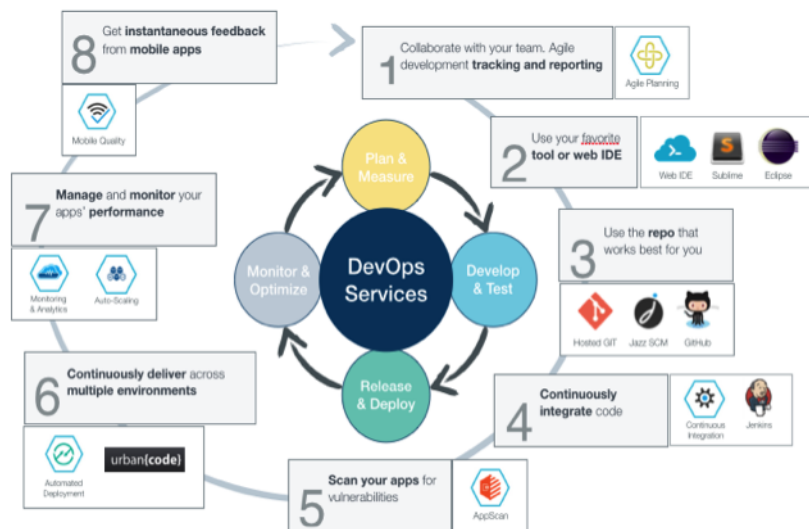 8
Get instantaneous feedback
from mobile apps
Mobile Quality
1
Collaborate with your team. Agile
development tracking and reporting
Agile Planning
2
Use your favorite
tool or web IDE
Web IDE
Sublime
Eclipse
3
Use the repo that
works best for you
Hosted GIT
Jazz SCM
GitHub
4
Continuously
integrate code
Continuous
Integration
Jenkins
5
Scan your apps for
vulnerabilities
AppScan
6
Continuously deliver across
multiple environments
Automated
Deployment
urban{code}
7
Manage and monitor your
apps' performance
Monitoring
& Analytics
Auto-Scaling
Plan &
Measure
Develop
& Test
Release
& Deploy
Monitor &
Optimize
DevOps
Services